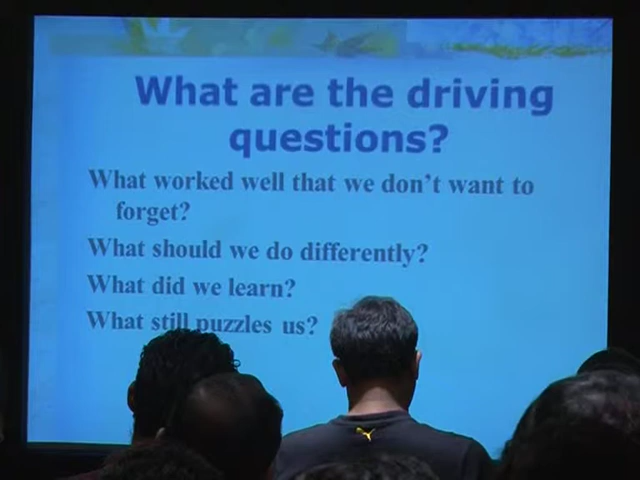 What are the driving
questions?
What worked well that we don't want to
forget?
What should we do differently?
What did we learn?
What still puzzles us?